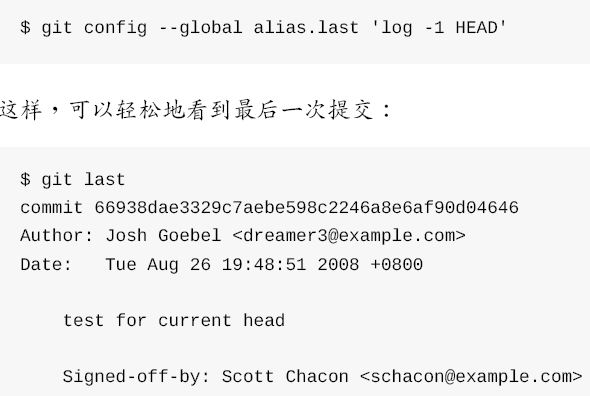 $ git config --global alias.last 'log -1 HEAD'
这样，可以轻松地看到最后一次提交：
$ git last
commit 66938dae3329c7aebe598c2246a8e6af90d04646
Author: Josh Goebel <dreamer3@example.com>
Date:   Tue Aug 26 19:48:51 2008 +0800
    test for current head
    Signed-off-by: Scott Chacon <schacon@example.com>